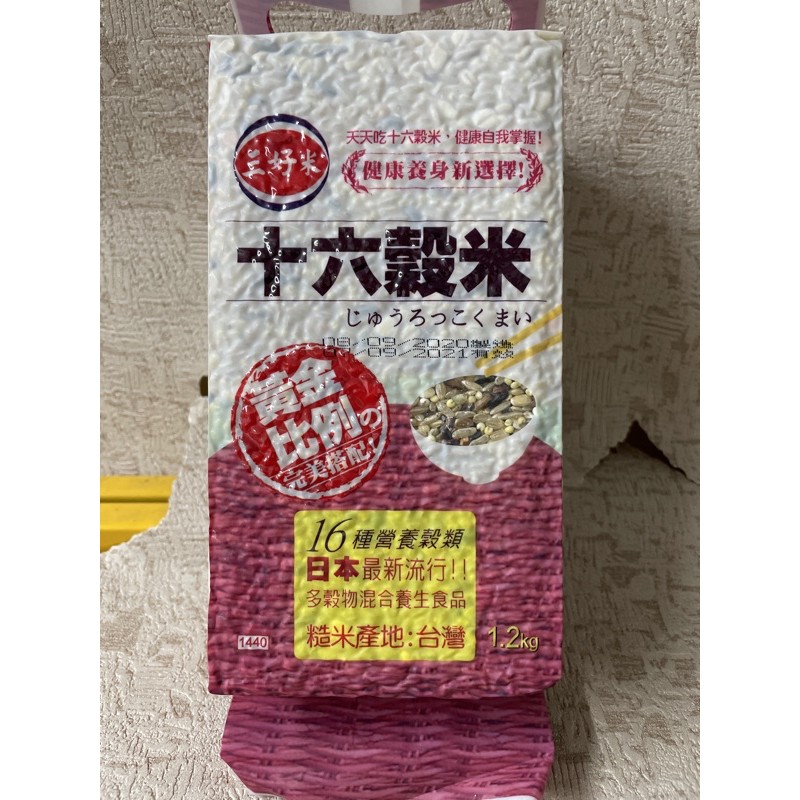 三好米
天天吃十六穀米，健康自我掌握!
健康養身新選擇!
十六穀米
じゅうろっこくまい
09/09/2020製造
07/09/2021有效
黃金
比例の
完美搭配!
16種營養穀類
日本最新流行!!
多穀物混合養生食品
糙米產地:台灣
1.2kg
1440